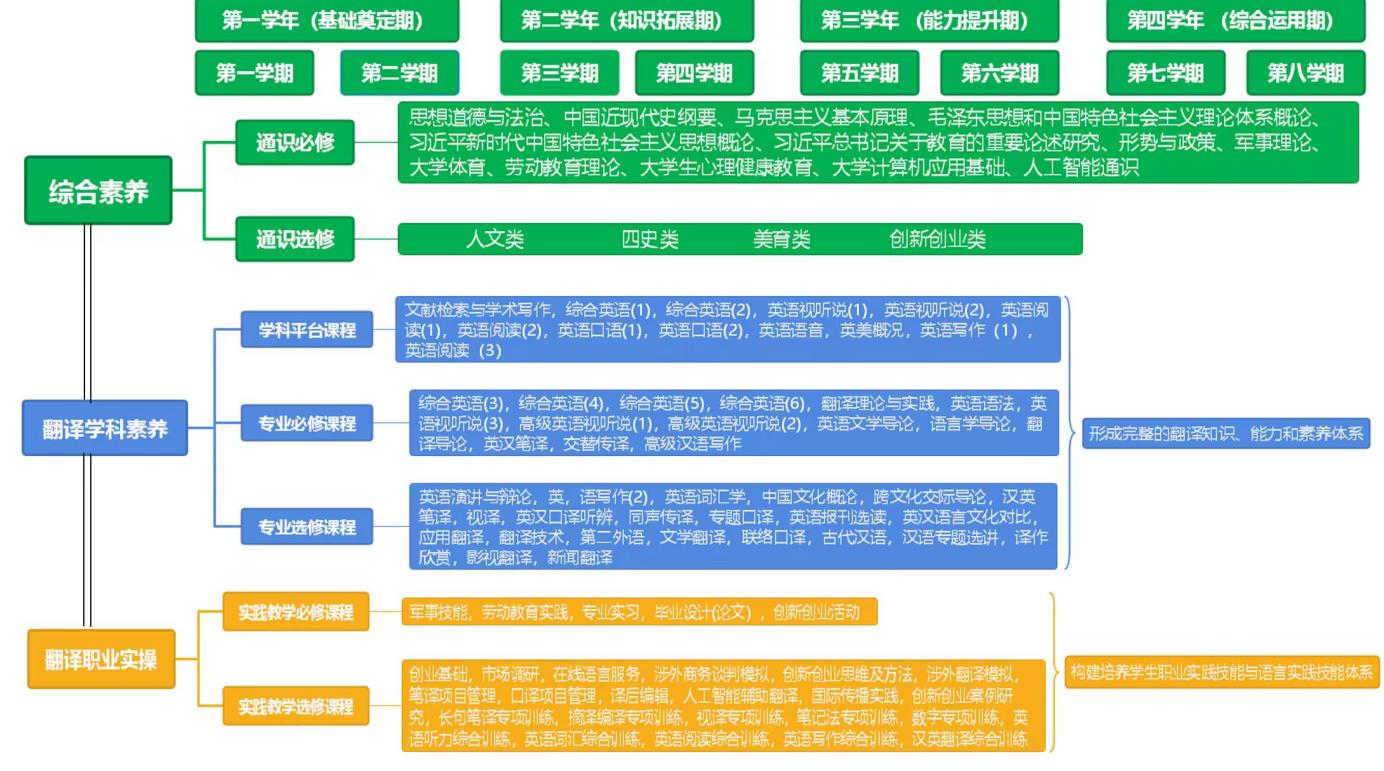 第一学年（基础奠定期）
第二学年（知识拓展期）
第三学年 （能力提升期）
第四学年 （综合运用期）
第一学期
第二学期
第三学期
第四学期
第五学期
第六学期
第七学期
第八学期
综合素养
通识必修
思想道德与法治、中国近现代史纲要、马克思主义基本原理、毛泽东思想和中国特色社会主义理论体系概论、
习近平新时代中国特色社会主义思想概论、习近平总书记关于教育的重要论述研究、形势与政策、军事理论、
大学体育、劳动教育理论、大学生心理健康教育、大学计算机应用基础、人工智能通识
通识选修
人文类 四史类 美育类 创新创业类
翻译学科素养
学科平台课程
文献检索与学术写作，综合英语(1)，综合英语(2)，英语视听说(1)，英语视听说(2)，英语阅
读(1)，英语阅读(2)，英语口语(1)，英语口语(2)，英语语音，英美概况，英语写作（1），
英语阅读（3）
专业必修课程
综合英语(3)，综合英语(4)，综合英语(5)，综合英语(6)，翻译理论与实践，英语语法，英
语视听说(3)，高级英语视听说(1)，高级英语视听说(2)，英语文学导论，语言学导论，翻
译导论，英汉笔译，交替传译，高级汉语写作
专业选修课程
英语演讲与辩论，英，语写作(2)，英语词汇学，中国文化概论，跨文化交际导论，汉英
笔译，视译，英汉口译听辨，同声传译，专题口译，英语报刊选读，英汉语言文化对比，
应用翻译，翻译技术，第二外语，文学翻译，联络口译，古代汉语，汉语专题选讲，译作
欣赏，影视翻译，新闻翻译
形成完整的翻译知识、能力和素养体系
翻译职业实操
实践教学必修课程
军事技能，劳动教育实践，专业实习，毕业设计(论文），创新创业活动
实践教学选修课程
创业基础，市场调研，在线语言服务，涉外商务谈判模拟，创新创业思维及方法，涉外翻译模拟，
笔译项目管理，口译项目管理，译后编辑，人工智能辅助翻译，国际传播实践，创新创业案例研
究，长句笔译专项训练，摘译编译专项训练，视译专项训练，笔记法专项训练，数字专项训练，英
语听力综合训练，英语词汇综合训练，英语阅读综合训练，英语写作综合训练，汉英翻译综合训练
构建培养学生职业实践技能与语言实践技能体系